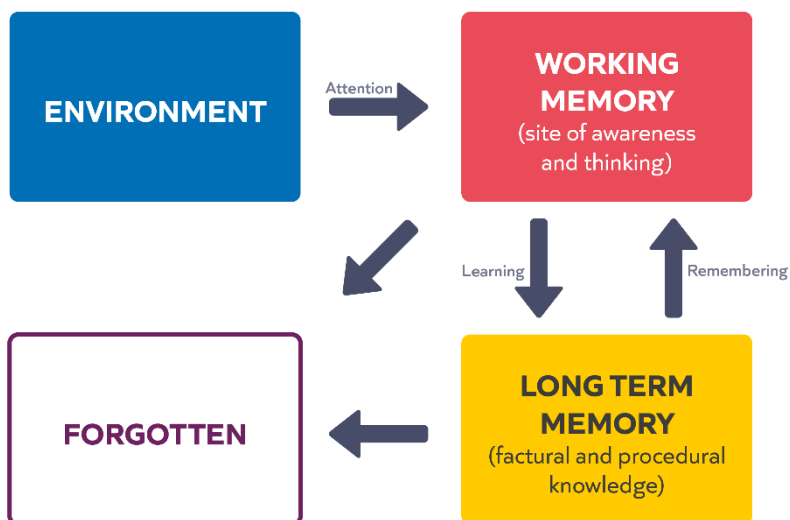 ENVIRONMENT
Attention
WORKING
MEMORY
(site of awareness
and thinking)
Learning
Remembering
FORGOTTEN
LONG TERM
MEMORY
(factural and procedural
knowledge)